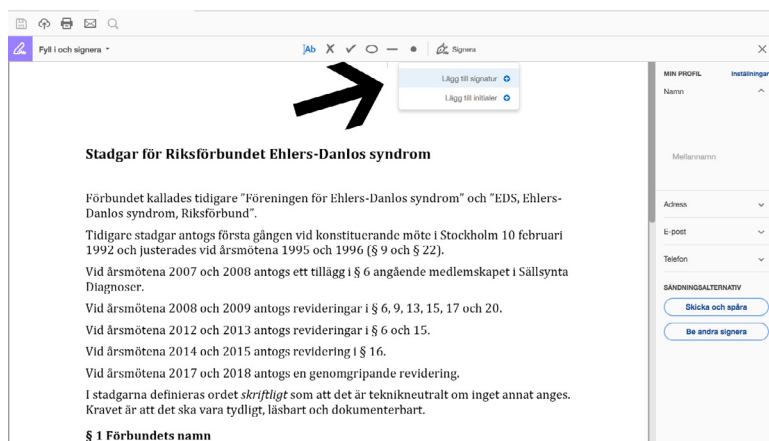 Fyll i och signera
Ab
Signera
Lägg till signatur
Lägg till initialer
MIN PROFIL Inställningar
Namn
Mellannamn
Adress
E-post
Telefon
SÄNDNINGSALTERNATIV
Skicka och spåra
Be andra signera
Stadgar för Riksförbundet Ehlers-Danlos syndrom
Förbundet kallades tidigare ”Föreningen för Ehlers-Danlos syndrom” och ”EDS, Ehlers-
Danlos syndrom, Riksförbund”.
Tidigare stadgar antogs första gången vid konstituerande möte i Stockholm 10 februari
1992 och justerades vid årsmötena 1995 och 1996 (§ 9 och § 22).
Vid årsmötena 2007 och 2008 antogs ett tillägg i § 6 angående medlemskapet i Sällsynta
Diagnoser.
Vid årsmötena 2008 och 2009 antogs revideringar i § 6, 9, 13, 15, 17 och 20.
Vid årsmötena 2012 och 2013 antogs revideringar i § 6 och 15.
Vid årsmötena 2014 och 2015 antogs revidering i § 16.
Vid årsmötena 2017 och 2018 antogs en genomgripande revidering.
I stadgarna definieras ordet skriftligt som att det är teknikneutralt om inget annat anges.
Kravet är att det ska vara tydligt, läsbart och dokumenterbart.
§ 1 Förbundets namn